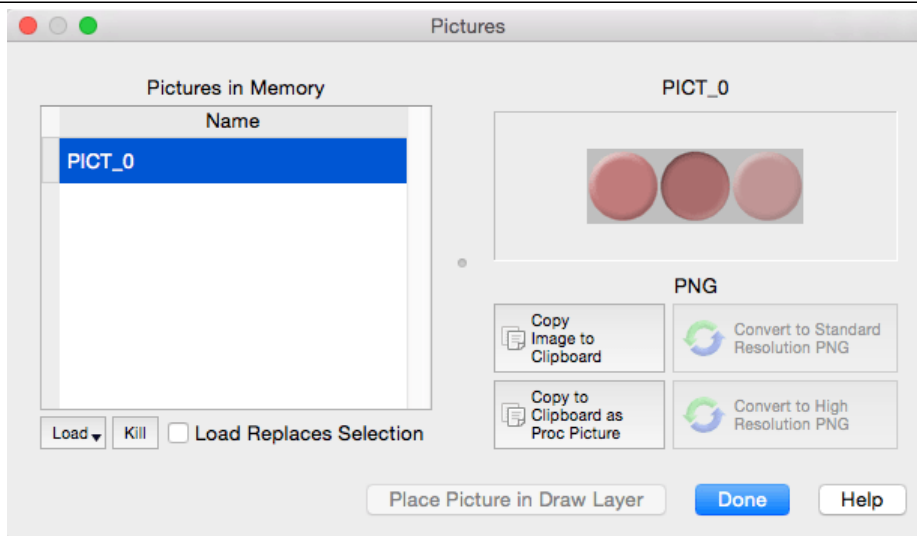 Pictures
Pictures in Memory
Name
PICT_0
Load
Kill
Load Replaces Selection
PICT_0
PNG
Copy
Image to
Clipboard
Convert to Standard
Resolution PNG
Copy to
Clipboard as
Proc Picture
Convert to High
Resolution PNG
Place Picture in Draw Layer
Done
Help